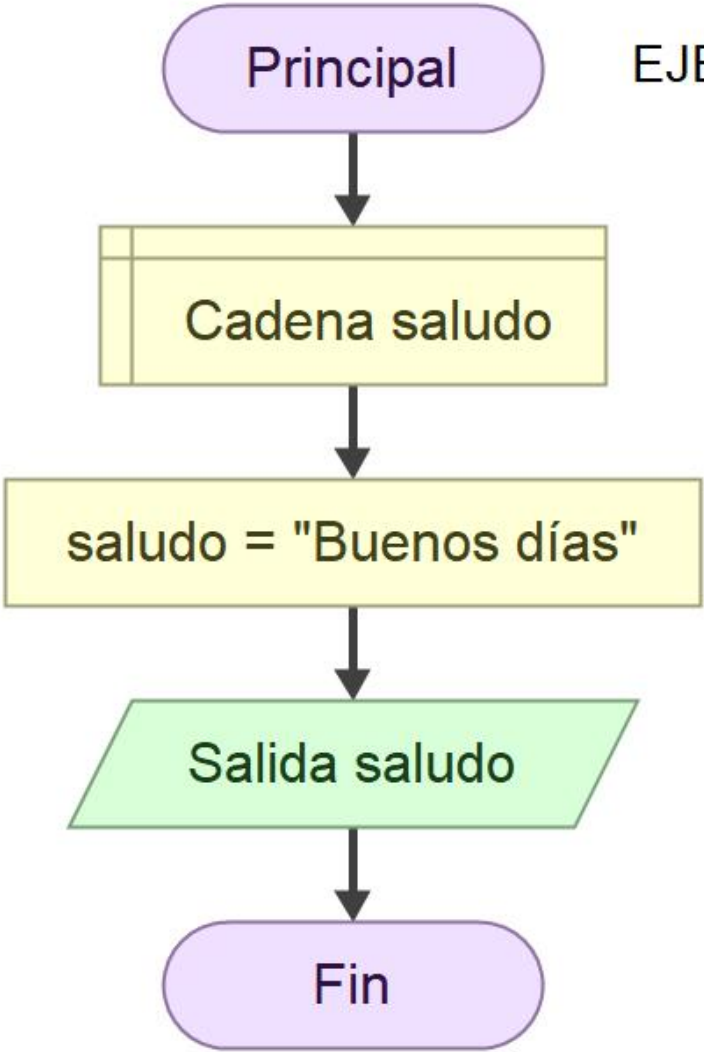 Principal
Cadena saludo
saludo = "Buenos días"
Salida saludo
Fin